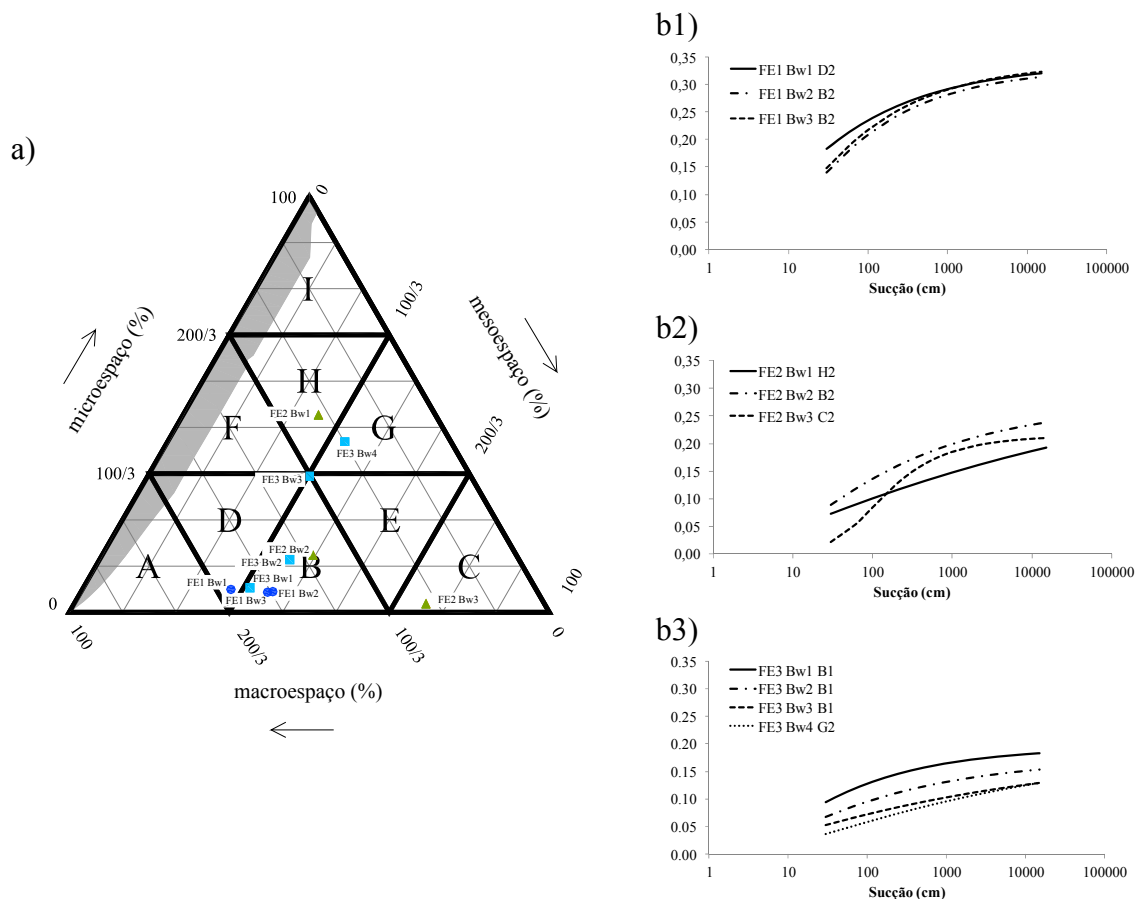 a)
100
0
I
microespaço (%)
200/3
100/3
mesoespaço (%)
H
FE2 Bw1
F
G
FE3 Bw4
200/3
100/3
FE3 Bw3
D
E
FE2 Bw2
FE3 Bw2
A
B
C
FE1 Bw1
FE3 Bw1
FE1 Bw3
FE1 Bw2
FE2 Bw3
100
0
100
200/3
100/3
0
macroespaço (%)
b1)
0,35
0,30
0,25
0,20
0,15
0,10
0,05
0,00
FE1 Bw1 D2
FE1 Bw2 B2
FE1 Bw3 B2
1 10 100 1000 10000 100000
Sucção (cm)
b2)
0,35
0,30
0,25
0,20
0,15
0,10
0,05
0,00
FE2 Bw1 H2
FE2 Bw2 B2
FE2 Bw3 C2
1 10 100 1000 10000 100000
Sucção (cm)
b3)
0.35
0.30
0.25
0.20
0.15
0.10
0.05
0.00
FE3 Bw1 B1
FE3 Bw2 B1
FE3 Bw3 B1
FE3 Bw4 G2
1 10 100 1000 10000 100000
Sucção (cm)